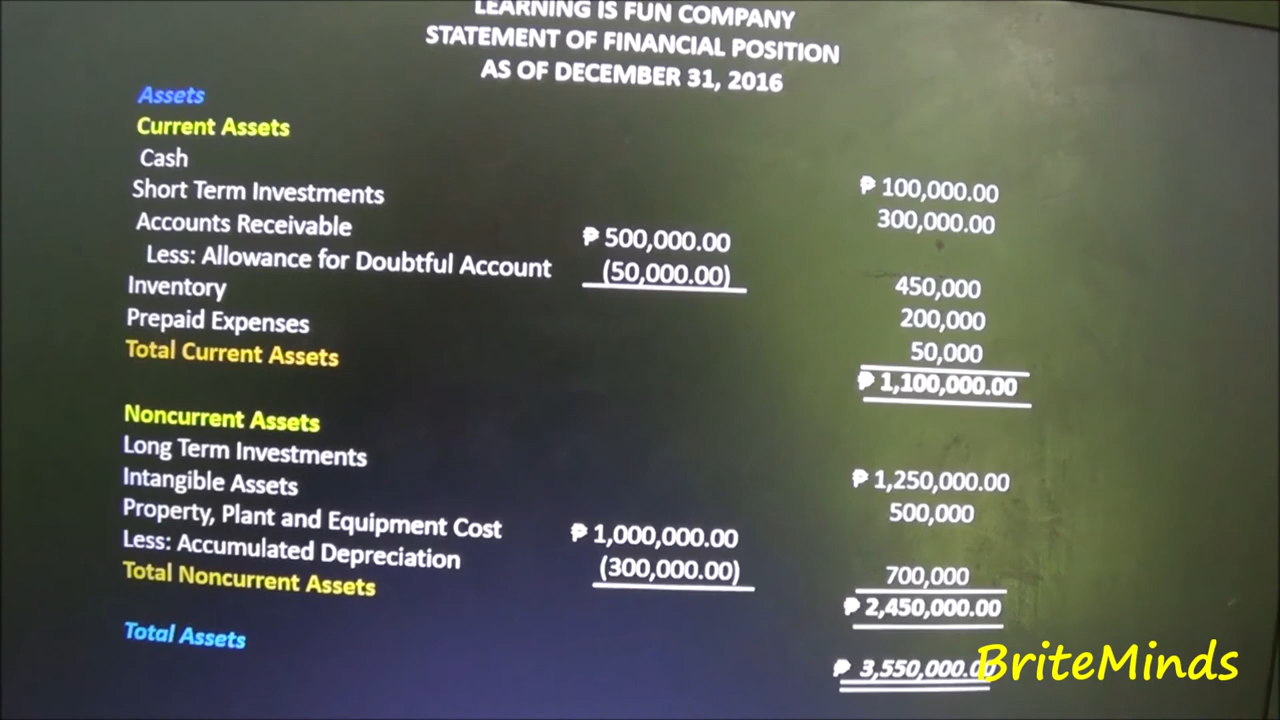 LEARNING IS FUN COMPANY
STATEMENT OF FINANCIAL POSITION
AS OF DECEMBER 31, 2016
Assets
Current Assets
Cash ₱ 100,000.00
Short Term Investments 300,000.00
Accounts Receivable ₱ 500,000.00
Less: Allowance for Doubtful Account (50,000.00) 450,000
Inventory 200,000
Prepaid Expenses 50,000
Total Current Assets ₱ 1,100,000.00
Noncurrent Assets
Long Term Investments ₱ 1,250,000.00
Intangible Assets 500,000
Property, Plant and Equipment Cost ₱ 1,000,000.00
Less: Accumulated Depreciation (300,000.00) 700,000
Total Noncurrent Assets ₱ 2,450,000.00
Total Assets ₱ 3,550,000.00
BriteMinds